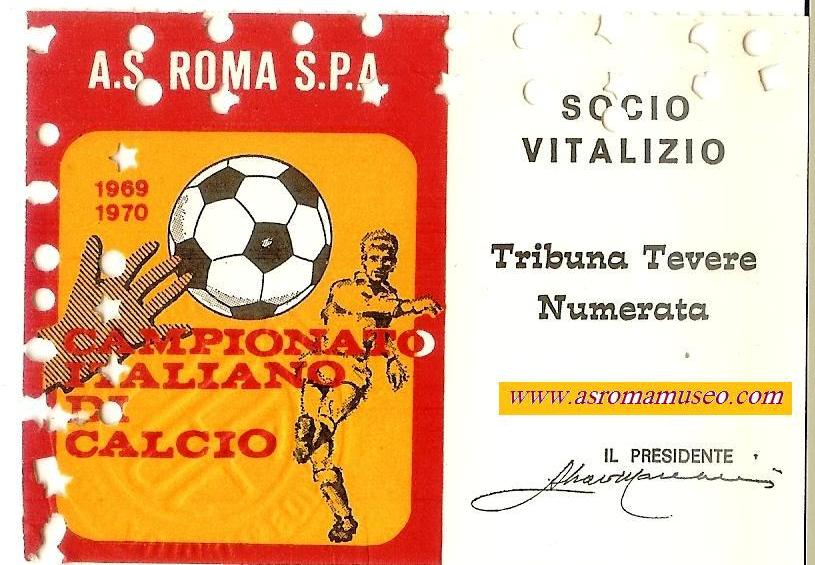 A.S. ROMA S.P.A
1969
1970
CAMPIONATO
ITALIANO
DI
CALCIO
SOCIO
VITALIZIO
Tribuna Tevere
Numerata
www.asromamuseo.com
IL PRESIDENTE